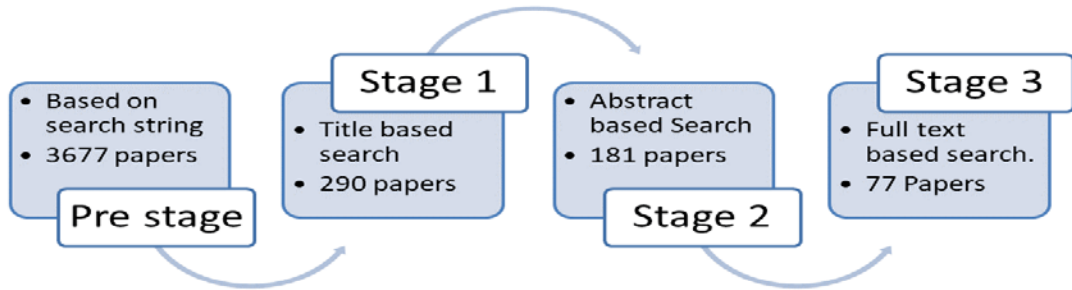 • Based on
search string
• 3677 papers
Pre stage
Stage 1
• Title based
search
• 290 papers
• Abstract
based Search
• 181 papers
Stage 2
Stage 3
• Full text
based search.
• 77 Papers